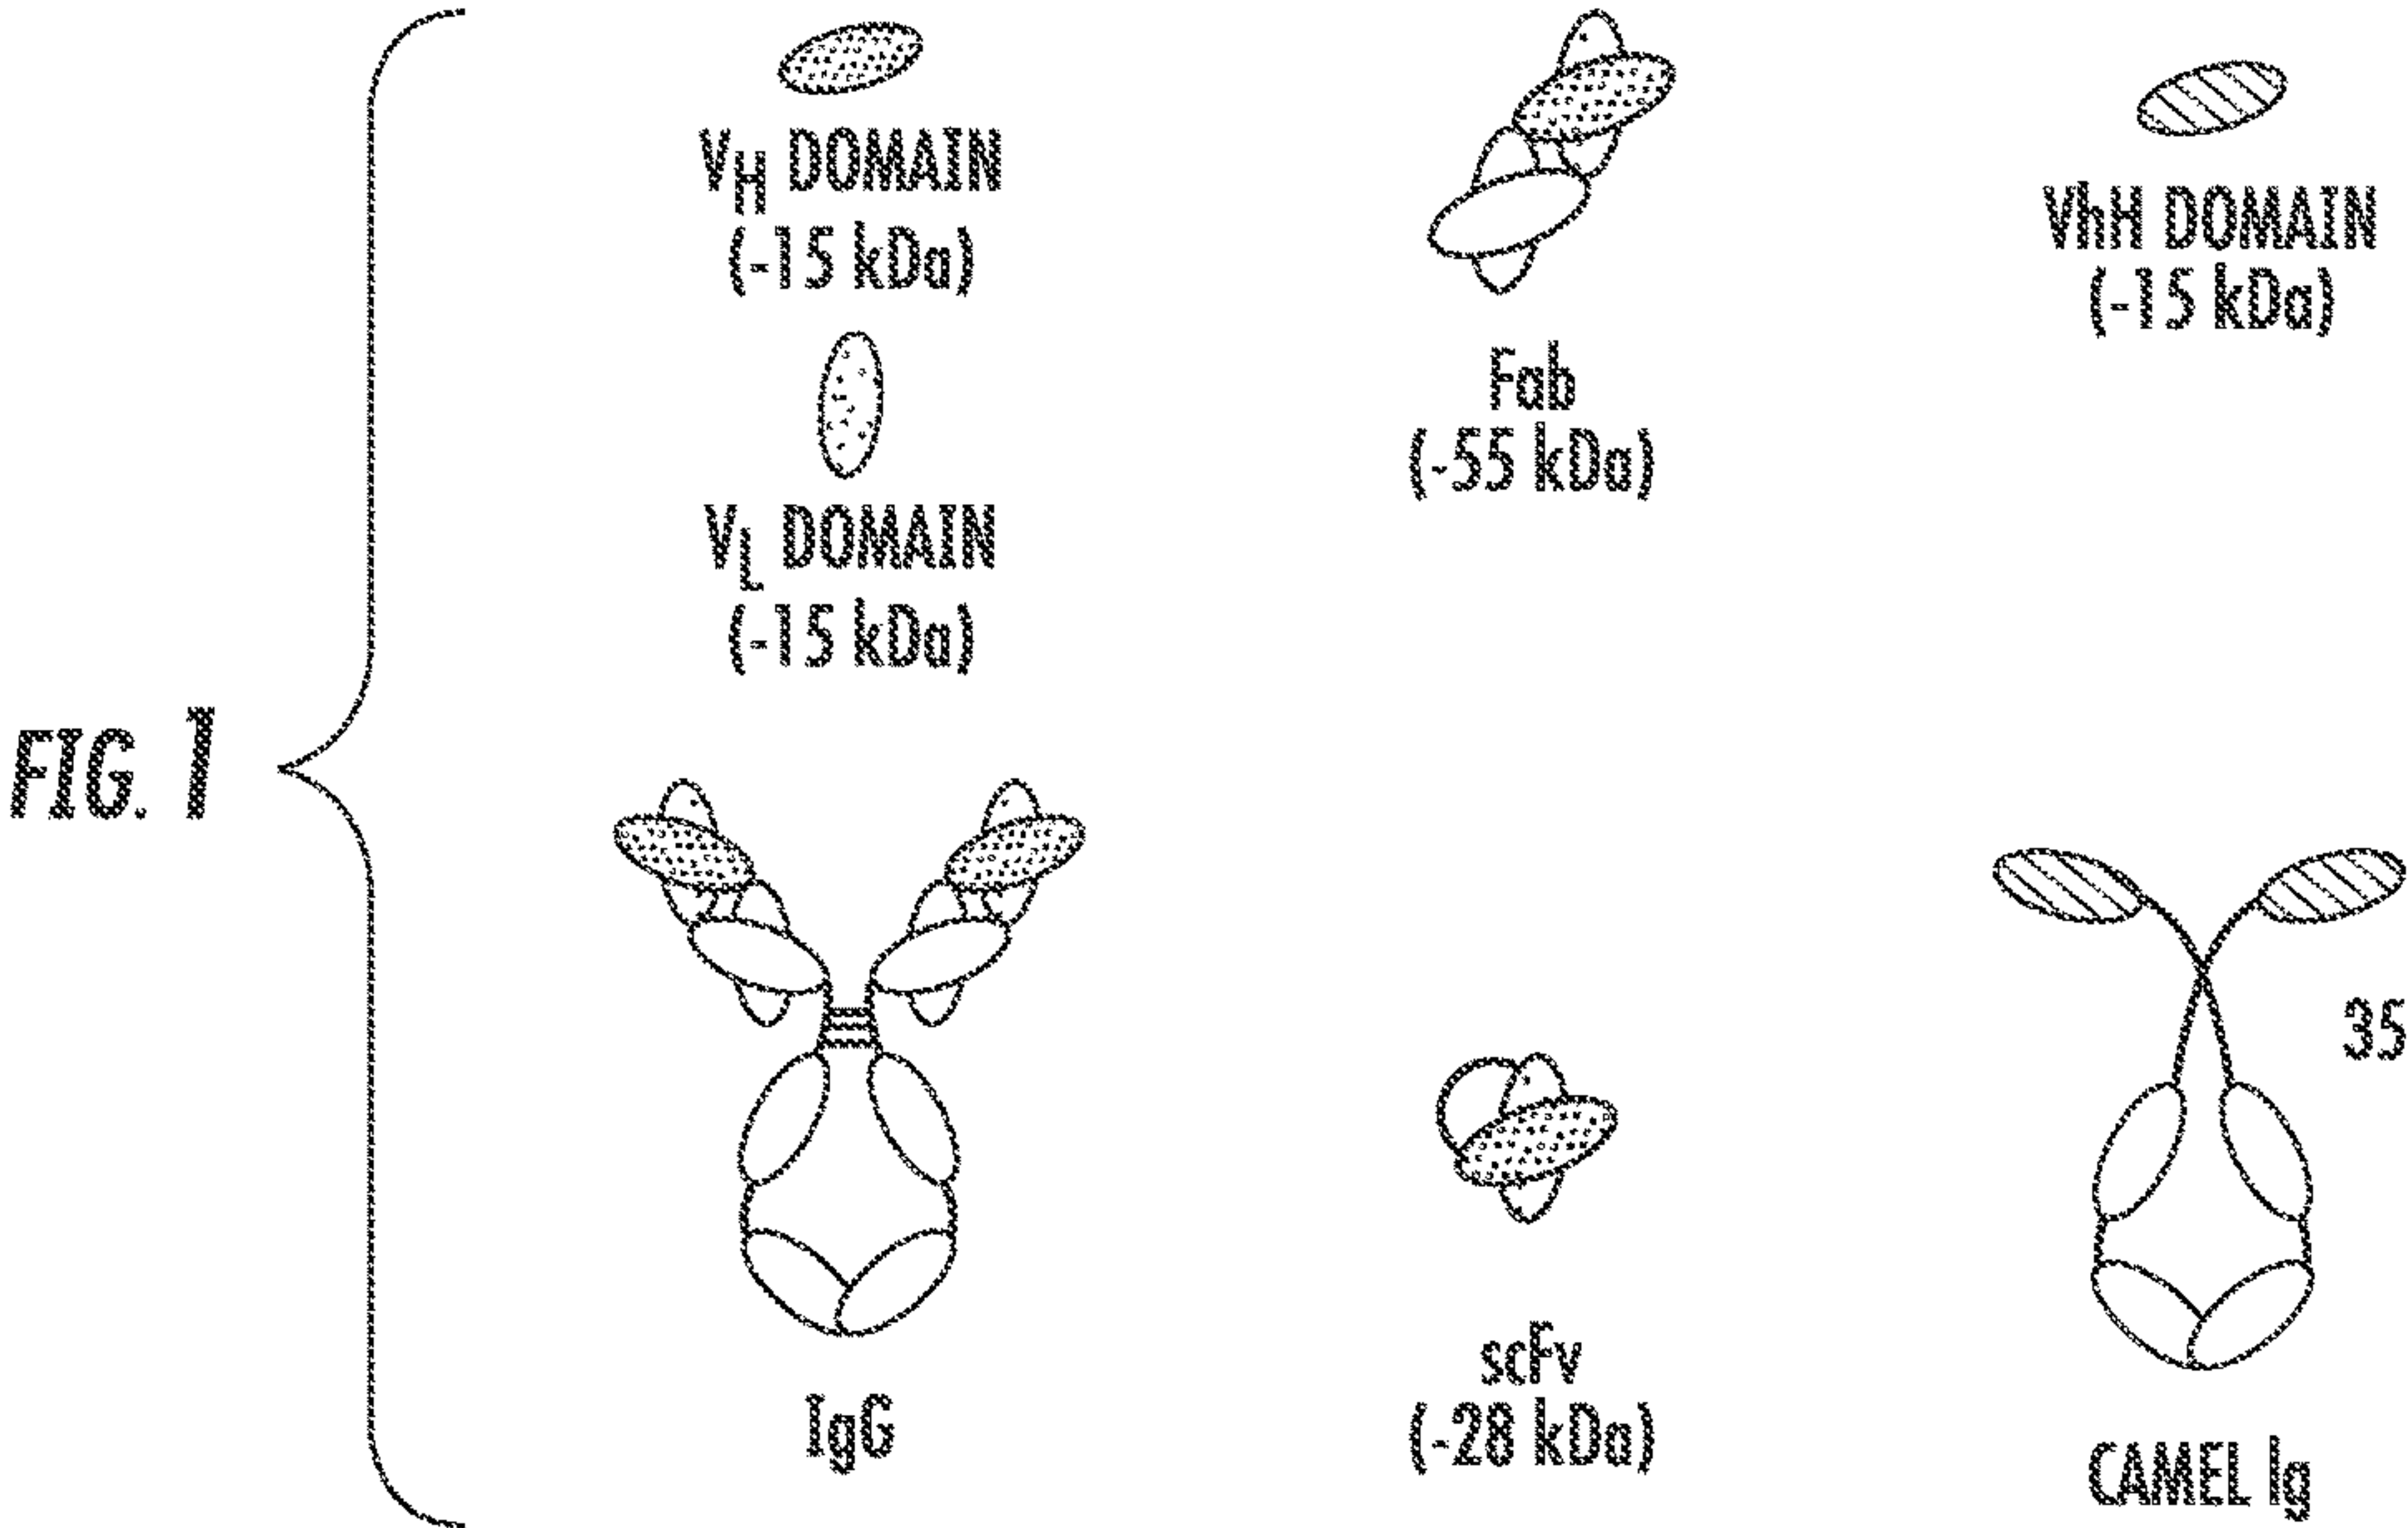 FIG. 1
VH DOMAIN
(-15 kDa)
VL DOMAIN
(-15 kDa)
IgG
Fab
(-55 kDa)
scFv
(-28 kDa)
VhH DOMAIN
(-15 kDa)
35
CAMEL Ig